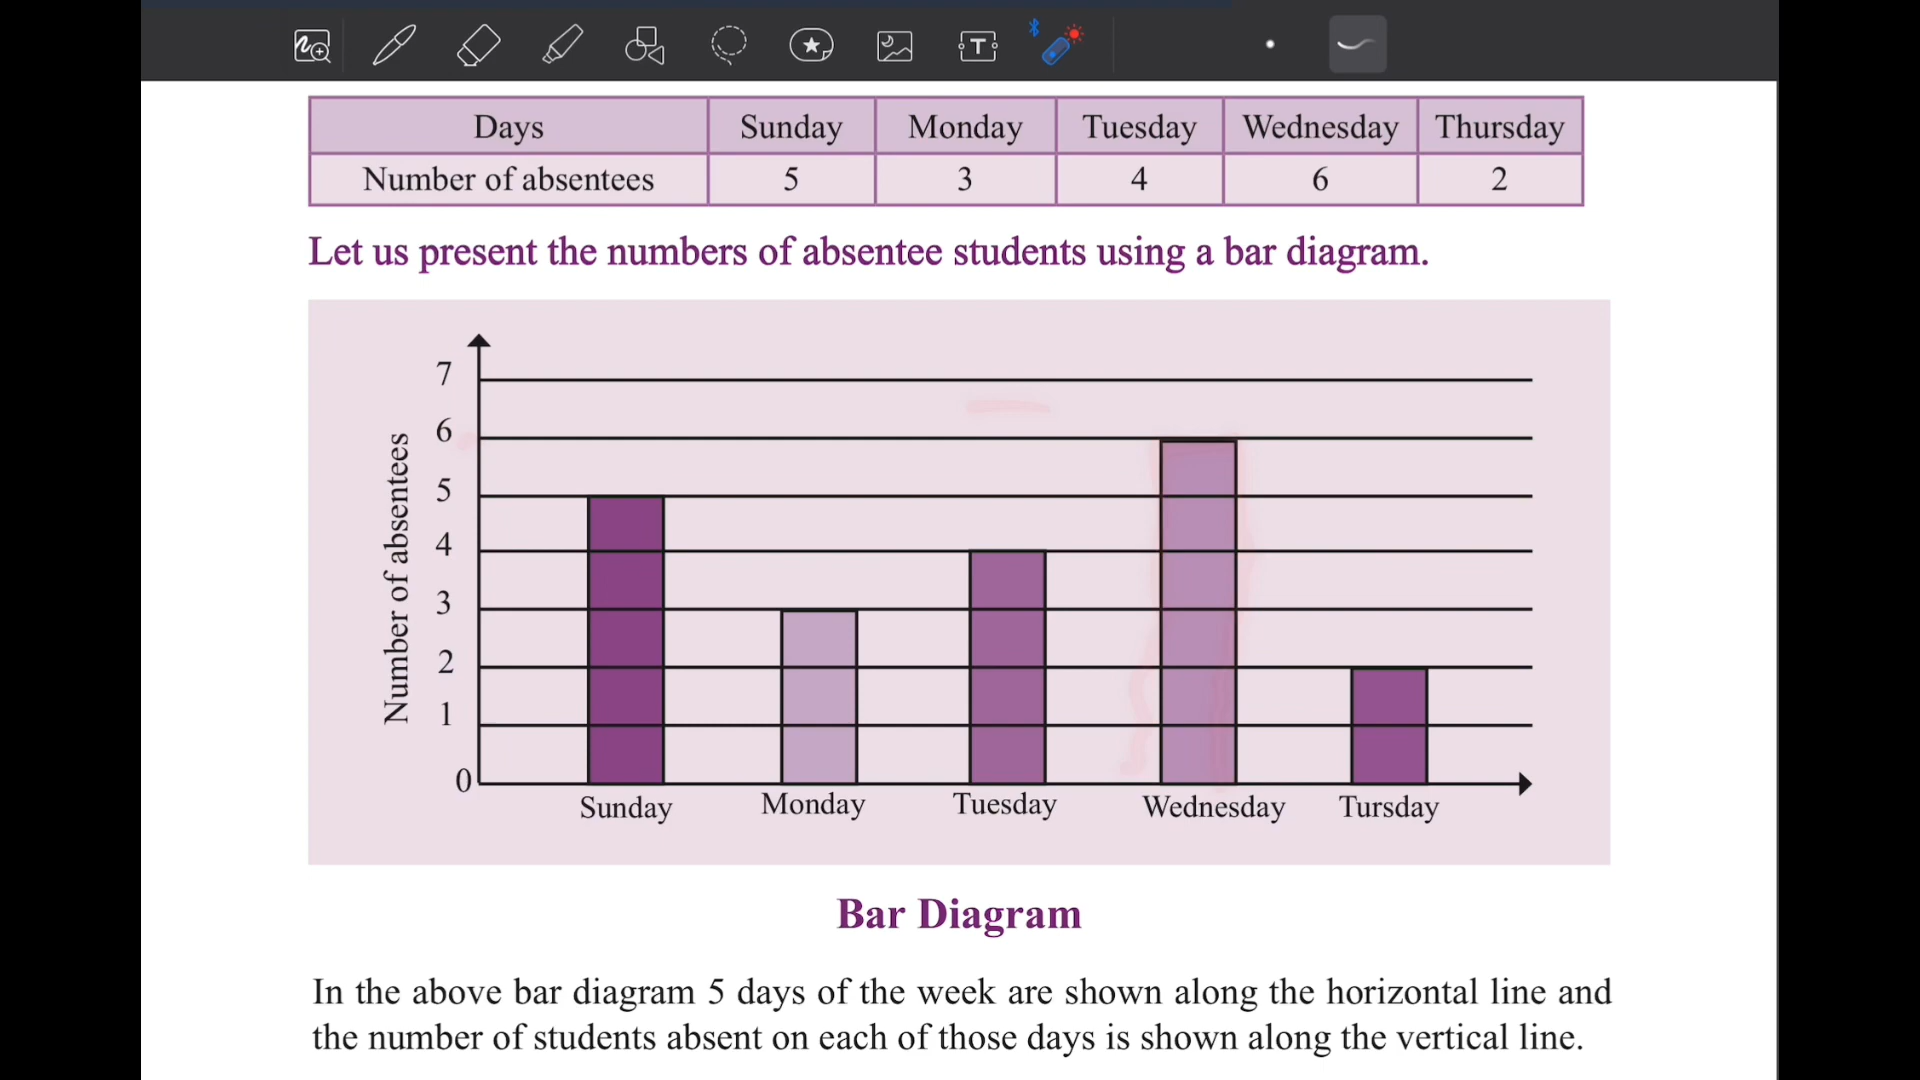 Days Sunday Monday Tuesday Wednesday Thursday
Number of absentees 5 3 4 6 2
Let us present the numbers of absentee students using a bar diagram.
7
6
5
4
3
2
1
0
Number of absentees
Sunday Monday Tuesday Wednesday Tursday
Bar Diagram
In the above bar diagram 5 days of the week are shown along the horizontal line and
the number of students absent on each of those days is shown along the vertical line.